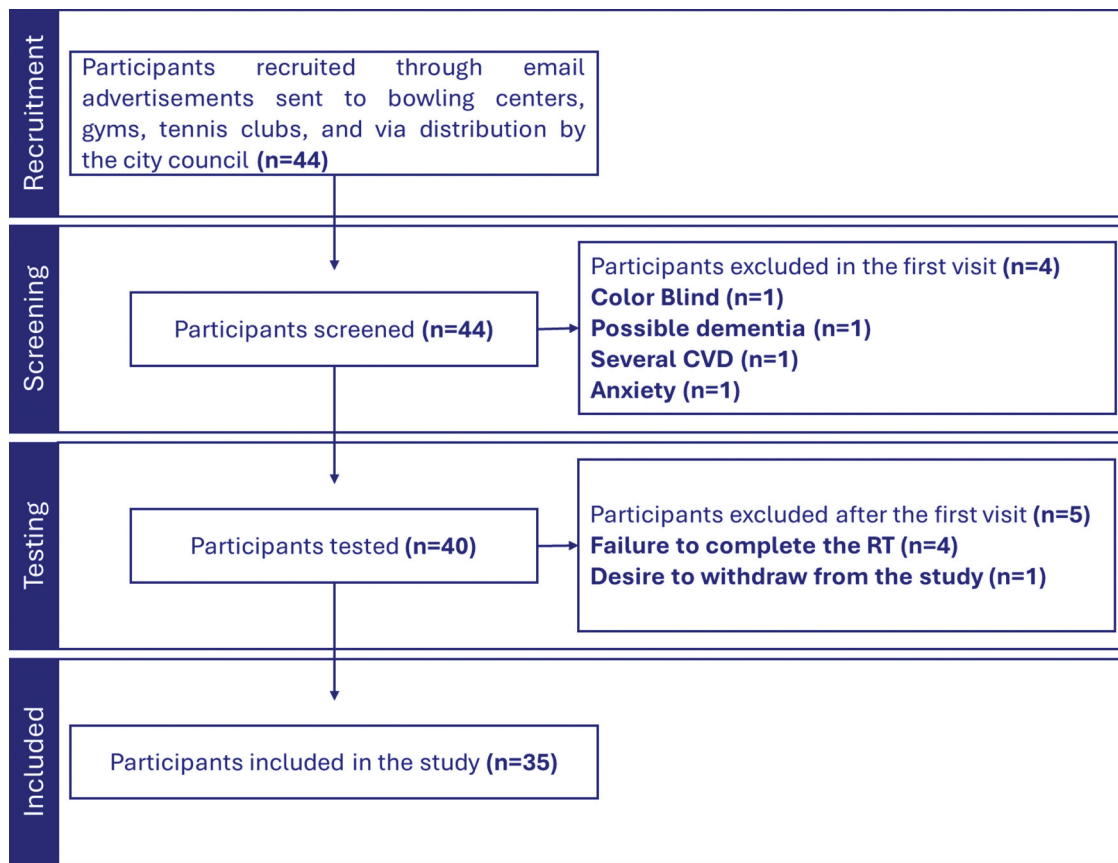 Recruitment
Participants recruited through email
advertisements sent to bowling centers,
gyms, tennis clubs, and via distribution by
the city council (n=44)
Screening
Participants screened (n=44)
Participants excluded in the first visit (n=4)
Color Blind (n=1)
Possible dementia (n=1)
Several CVD (n=1)
Anxiety (n=1)
Testing
Participants tested (n=40)
Participants excluded after the first visit (n=5)
Failure to complete the RT (n=4)
Desire to withdraw from the study (n=1)
Included
Participants included in the study (n=35)